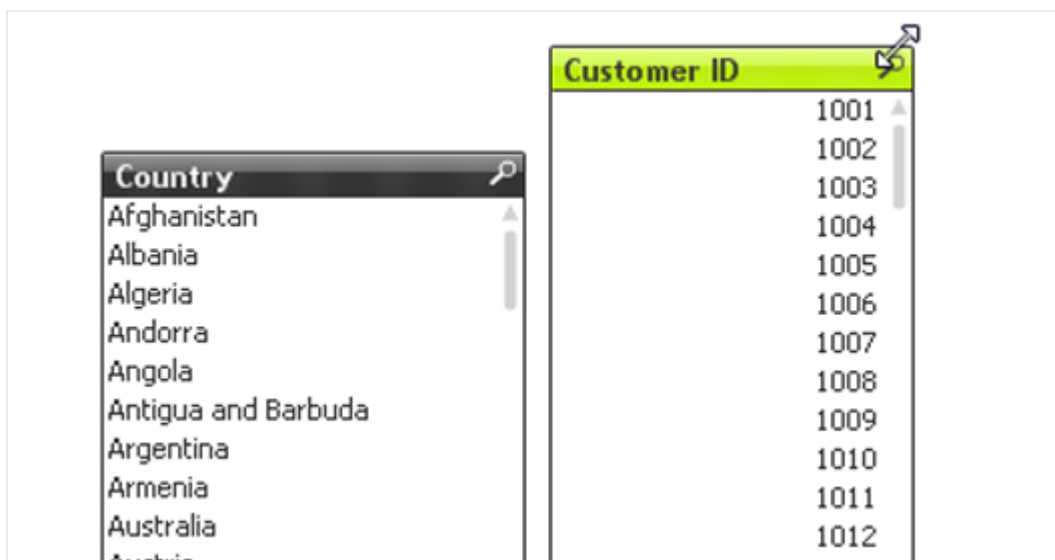 Country
Afghanistan
Albania
Algeria
Andorra
Angola
Antigua and Barbuda
Argentina
Armenia
Australia
Austria
Customer ID
1001
1002
1003
1004
1005
1006
1007
1008
1009
1010
1011
1012